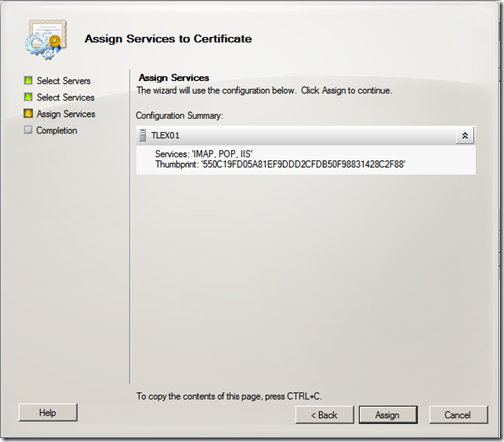 Assign Services to Certificate
Select Servers
Select Services
Assign Services
Completion
Assign Services
The wizard will use the configuration below. Click Assign to continue.
Configuration Summary:
TLEX01
Services: 'IMAP, POP, IIS'
Thumbprint: '550C19FD05A81EF9DDD2CFDB50F98831428C2F88'
To copy the contents of this page, press CTRL+C.
Help
< Back
Assign
Cancel